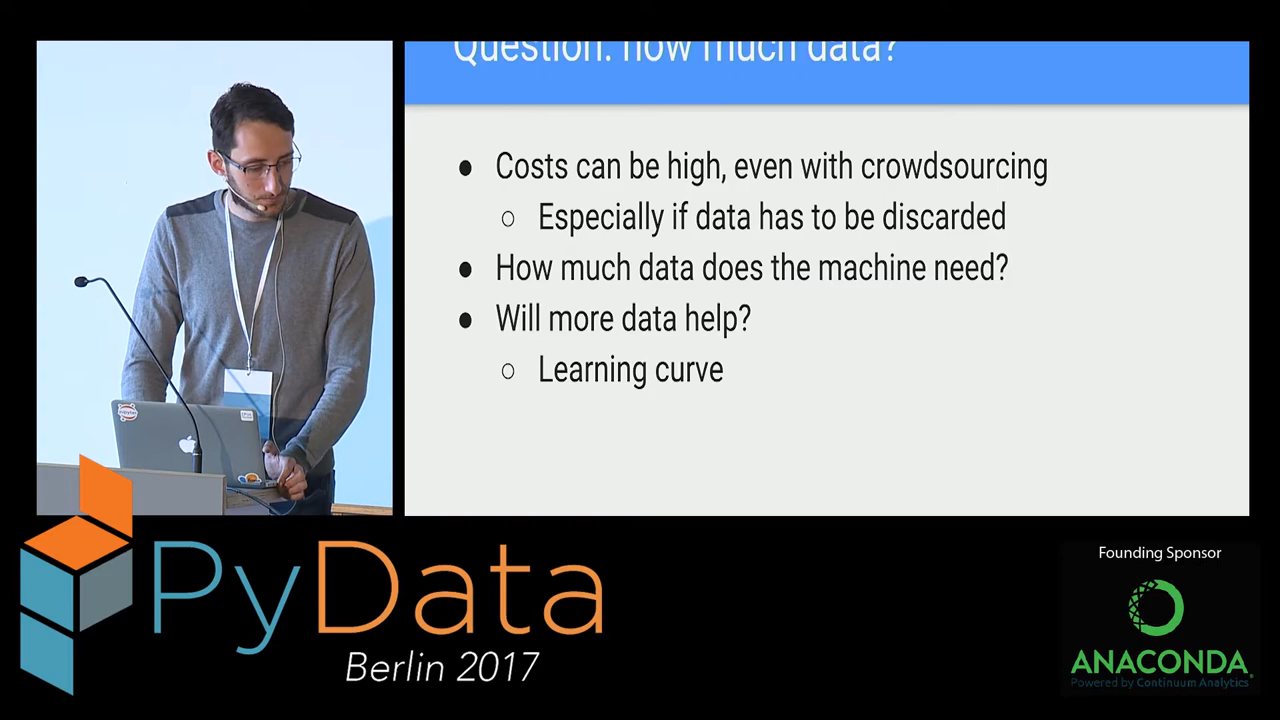 Question: how much data?
● Costs can be high, even with crowdsourcing
○ Especially if data has to be discarded
● How much data does the machine need?
● Will more data help?
○ Learning curve
PyData
Berlin 2017
Founding Sponsor
ANACONDA
Powered by Continuum Analytics